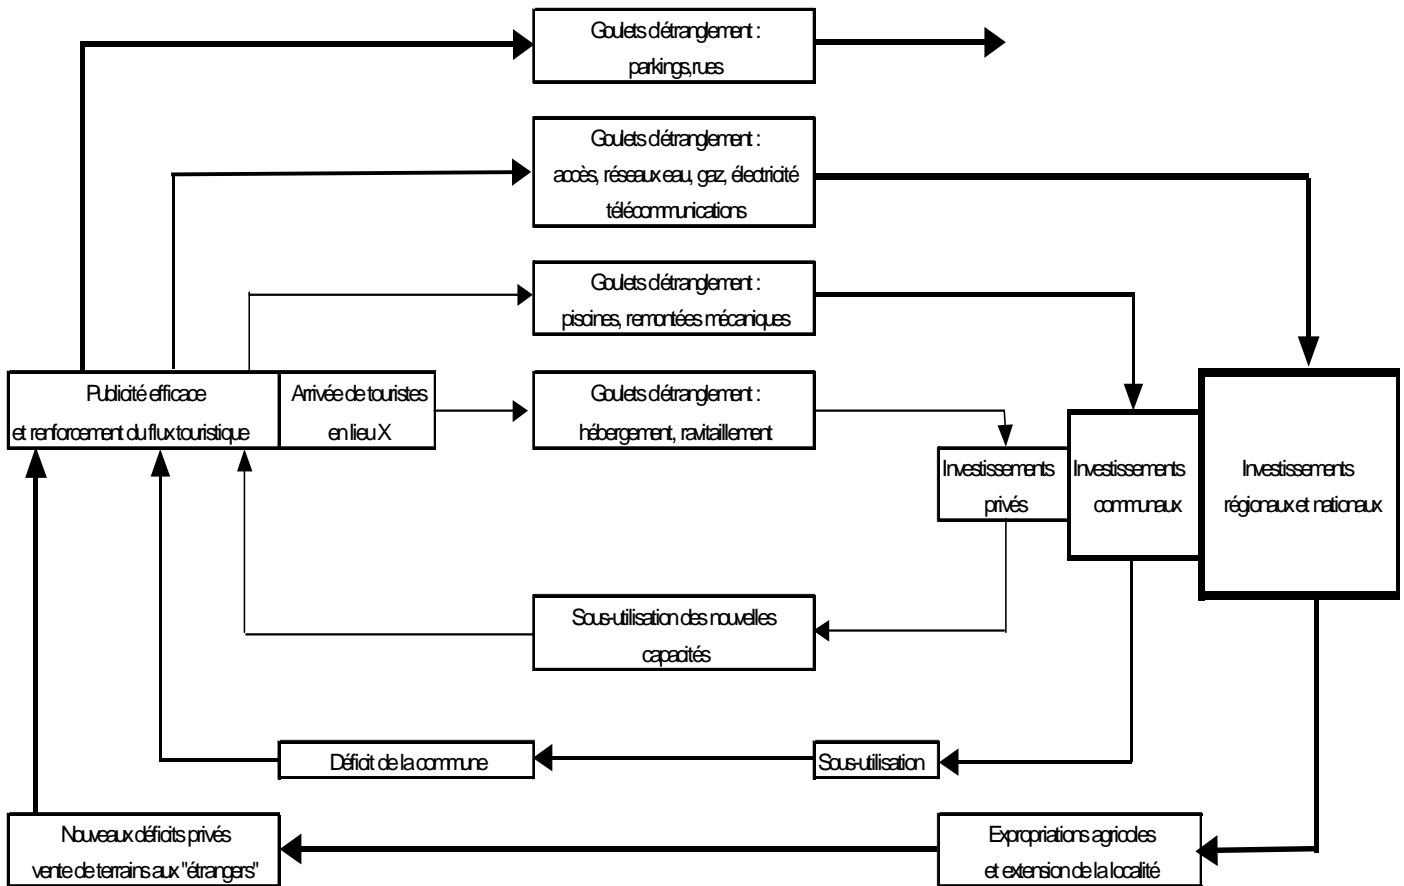 Goulets d'étranglement :
parkings,rues
Goulets d'étranglement :
accès, réseaux eau, gaz, électricité
télécommunications
Goulets d'étranglement :
piscines, remontées mécaniques
Publicité efficace
et renforcement du flux touristique
Arrivée de touristes
en lieu X
Goulets d'étranglement :
hébergement, ravitaillement
Investissements
privés
Investissements
communaux
Investissements
régionaux et nationaux
Sous-utilisation des nouvelles
capacités
Déficit de la commune
Sous-utilisation
Nouveaux déficits privés
vente de terrains aux "étrangers"
Expropriations agricoles
et extension de la localité